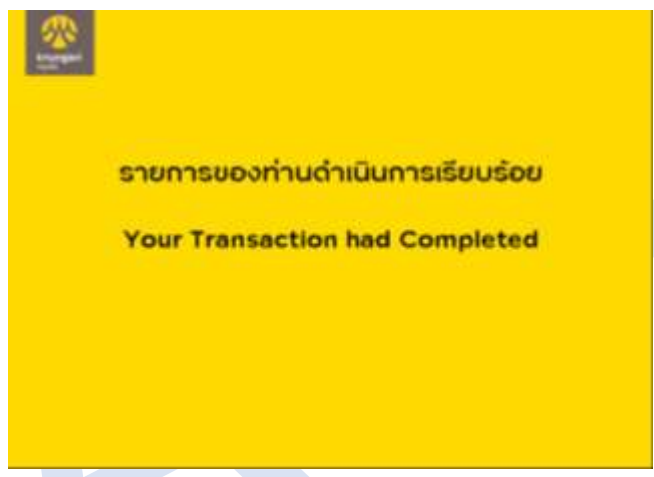 krungsri
รายการของท่านดำเนินการเรียบร้อย
Your Transaction had Completed